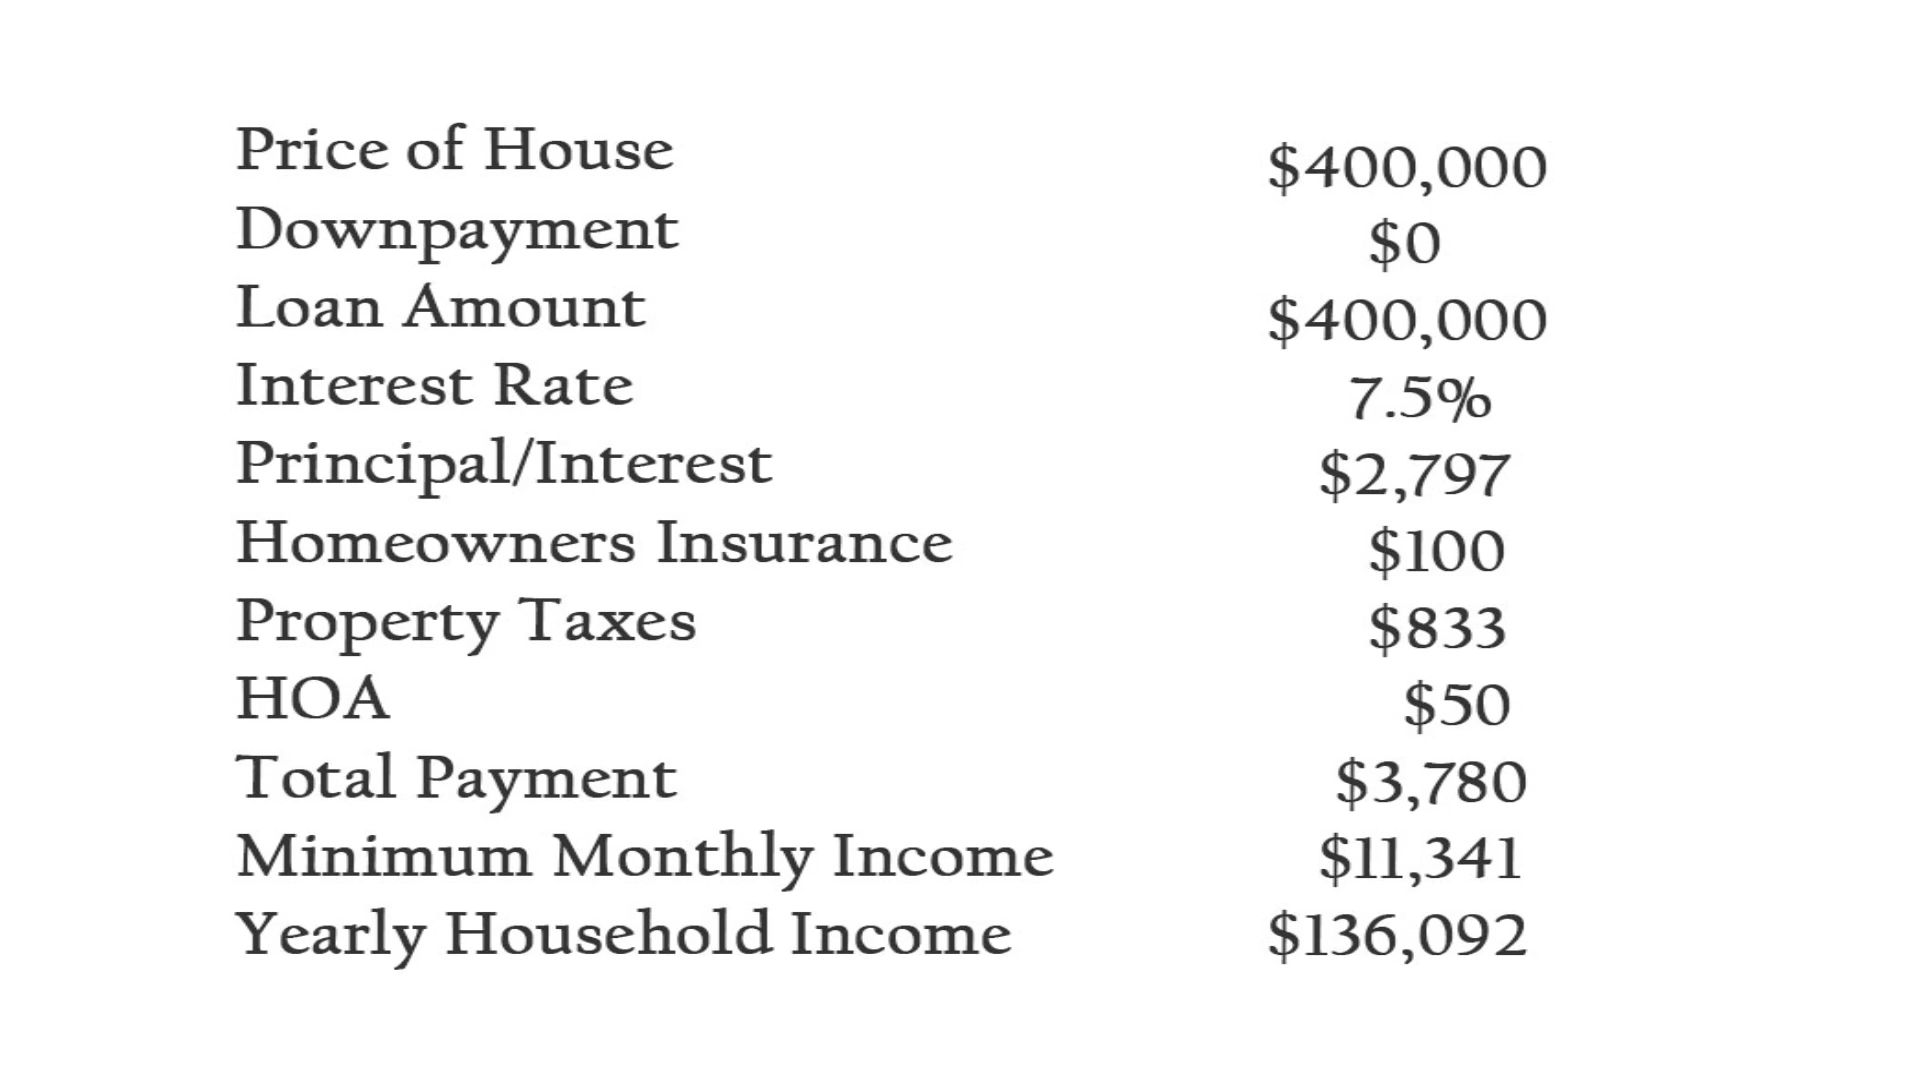 Price of House $400,000
Downpayment $0
Loan Amount $400,000
Interest Rate 7.5%
Principal/Interest $2,797
Homeowners Insurance $100
Property Taxes $833
HOA $50
Total Payment $3,780
Minimum Monthly Income $11,341
Yearly Household Income $136,092